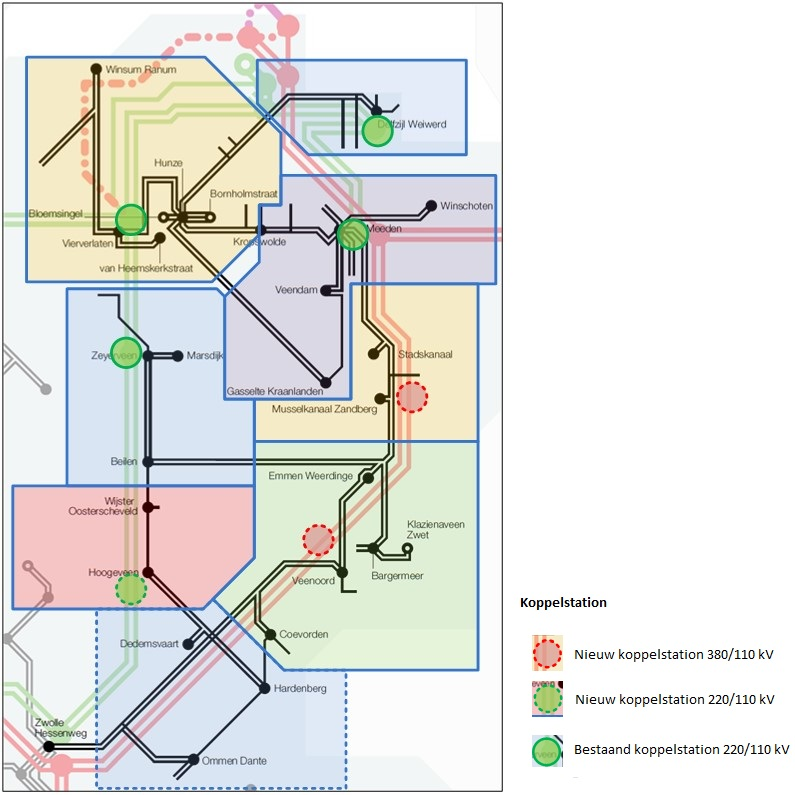 Winsum Ranum
Delfzijl Weiwerd
Hunze
Bornholmstraat
Winschoten
Bloemsingel
Vierverlaten
Kropswolde
Meeden
van Heemskerkstraat
Veendam
Zeyerveen
Marsdijk
Stadskanaal
Gasselte Kraanlanden
Musselkanaal Zandberg
Beilen
Emmen Weerdinge
Wijster
Oosterscheveld
Klazienaveen
Zwet
Hoogeveen
Veenoord
Bargermeer
Koppelstation
Dedemsvaart
Coevorden
Nieuw koppelstation 380/110 kV
eveen
Nieuw koppelstation 220/110 kV
Hardenberg
Zwolle
Hessenweg
Bestaand koppelstation 220/110 kV
Ommen Dante